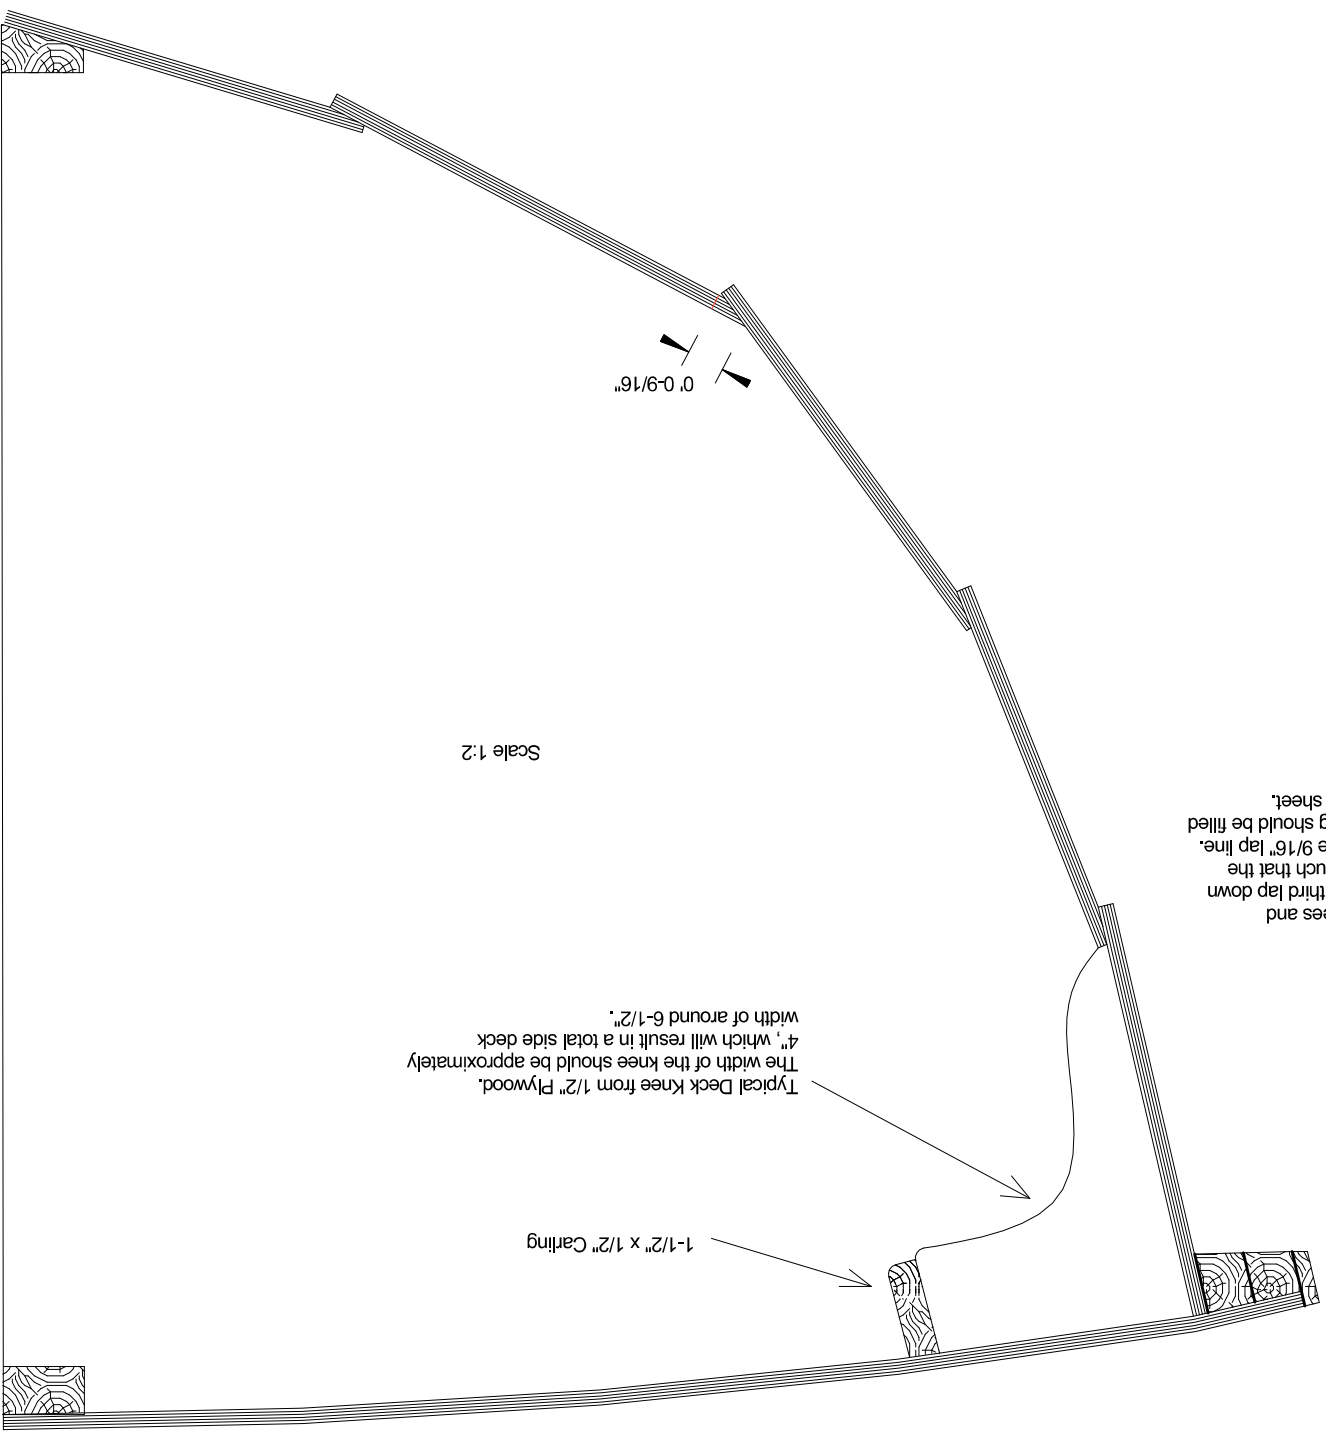 1-1/2" x 1/2" Carling
Typical Deck Knee from 1/2" Plywood.
The width of the knee should be approximately
4", which will result in a total side deck
width of around 6-1/2".
ees and
third lap down
uch that the
e 9/16" lap line.
g should be filled
sheet.
Scale 1:2
0' 0-9/16"